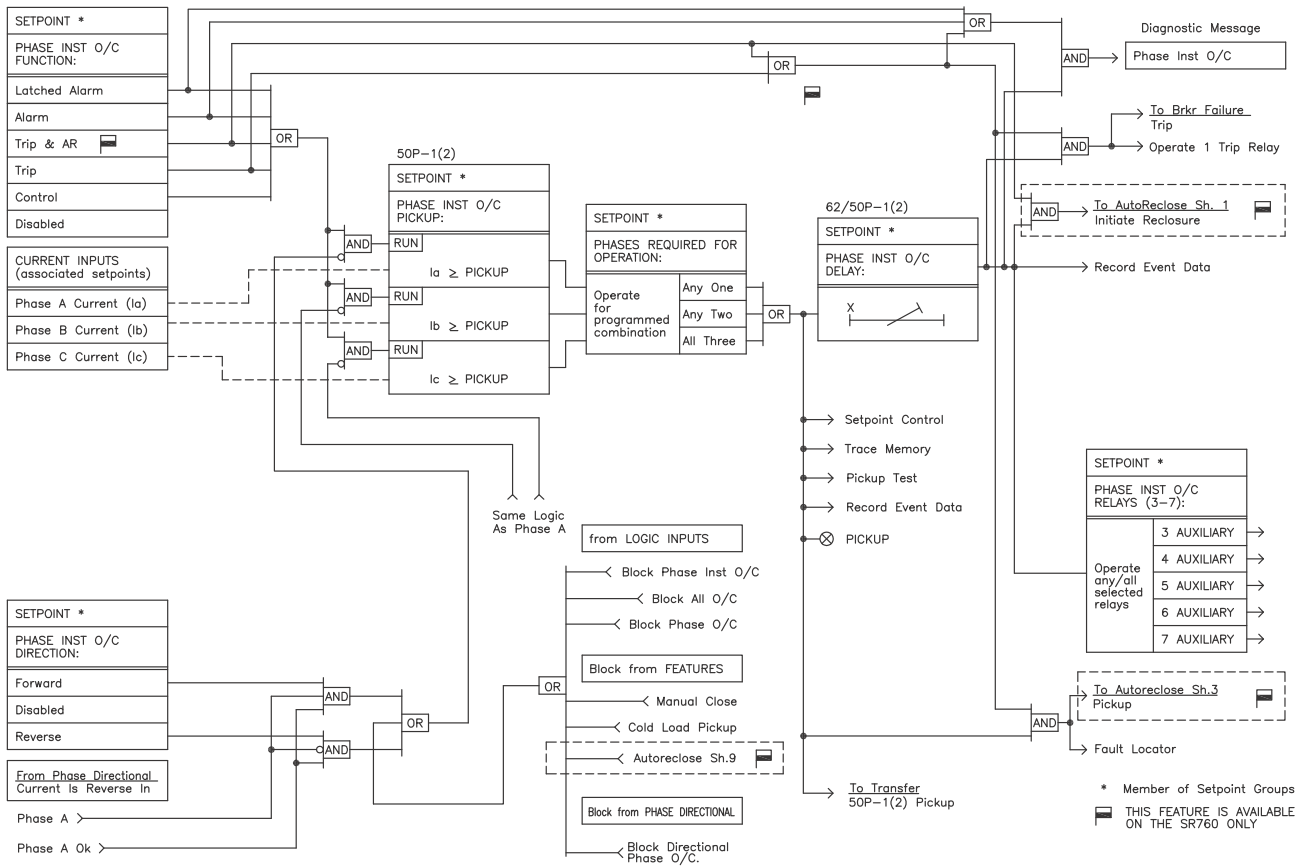 SETPOINT *
PHASE INST O/C
FUNCTION:
Latched Alarm
Alarm
Trip & AR
Trip
Control
Disabled
CURRENT INPUTS
(associated setpoints)
Phase A Current (Ia)
Phase B Current (Ib)
Phase C Current (Ic)
OR
AND
AND
AND
50P-1(2)
SETPOINT *
PHASE INST O/C
PICKUP:
RUN
Ia ≥ PICKUP
RUN
Ib ≥ PICKUP
RUN
Ic ≥ PICKUP
SETPOINT *
PHASES REQUIRED FOR
OPERATION:
Operate
for
programmed
combination
Any One
Any Two
All Three
OR
62/50P-1(2)
SETPOINT *
PHASE INST O/C
DELAY:
X
OR
OR
AND
Diagnostic Message
Phase Inst O/C
AND
To Brkr Failure
Trip
Operate 1 Trip Relay
AND
To AutoReclose Sh. 1
Initiate Reclosure
Record Event Data
Setpoint Control
Trace Memory
Pickup Test
Record Event Data
PICKUP
SETPOINT *
PHASE INST O/C
RELAYS (3-7):
Operate
any/all
selected
relays
3 AUXILIARY
4 AUXILIARY
5 AUXILIARY
6 AUXILIARY
7 AUXILIARY
AND
To Autoreclose Sh.3
Pickup
Fault Locator
To Transfer
50P-1(2) Pickup
Same Logic
As Phase A
from LOGIC INPUTS
Block Phase Inst O/C
Block All O/C
Block Phase O/C
Block from FEATURES
OR
Manual Close
Cold Load Pickup
Autoreclose Sh.9
Block from PHASE DIRECTIONAL
Block Directional
Phase O/C.
SETPOINT *
PHASE INST O/C
DIRECTION:
Forward
Disabled
Reverse
AND
AND
OR
From Phase Directional
Current Is Reverse In
Phase A
Phase A Ok
* Member of Setpoint Groups
THIS FEATURE IS AVAILABLE
ON THE SR760 ONLY